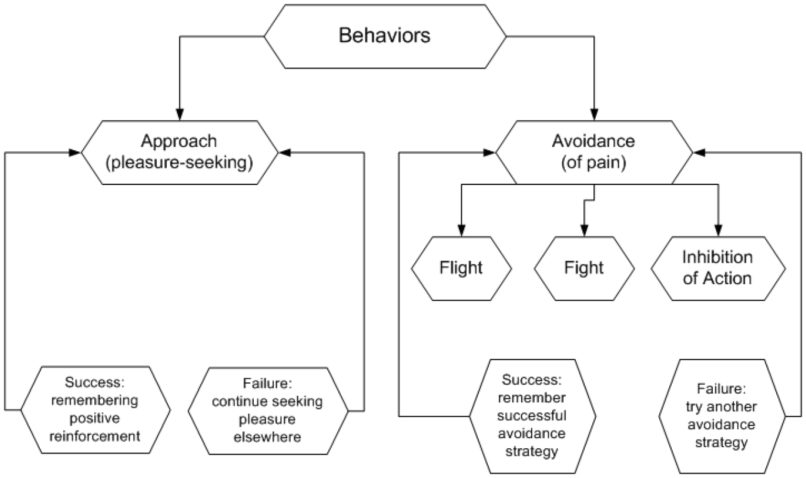 Behaviors
Approach
(pleasure-seeking)
Avoidance
(of pain)
Flight
Fight
Inhibition
of Action
Success:
remembering
positive
reinforcement
Failure:
continue seeking
pleasure
elsewhere
Success:
remember
successful
avoidance
strategy
Failure:
try another
avoidance
strategy